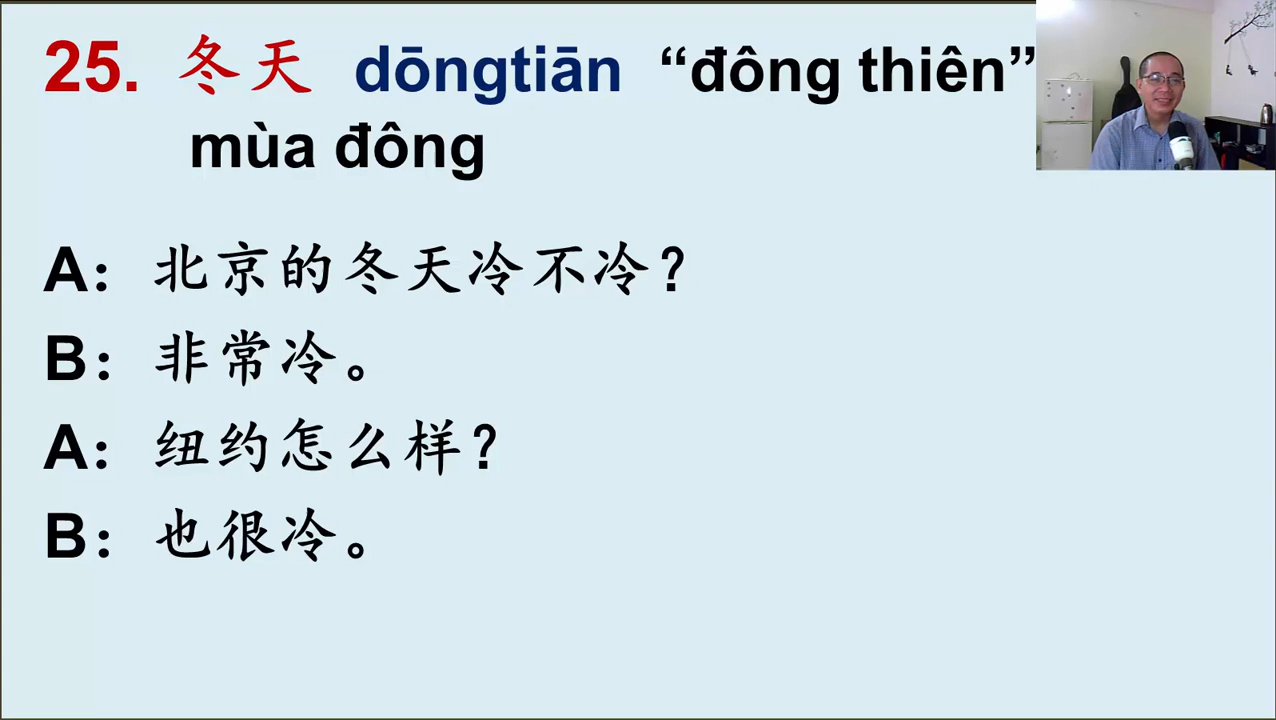 25. 冬天 dōngtiān “đông thiên”
mùa đông
A：北京的冬天冷不冷？
B：非常冷。
A：纽约怎么样？
B：也很冷。